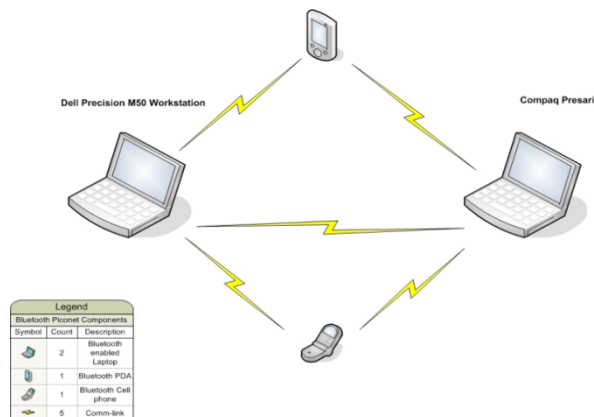 Dell Precision M50 Workstation
Compaq Presari
Legend
Bluetooth Piconet Components
Symbol Count Description
2 Bluetooth enabled Laptop
1 Bluetooth PDA
1 Bluetooth Cell phone
5 Comm-link